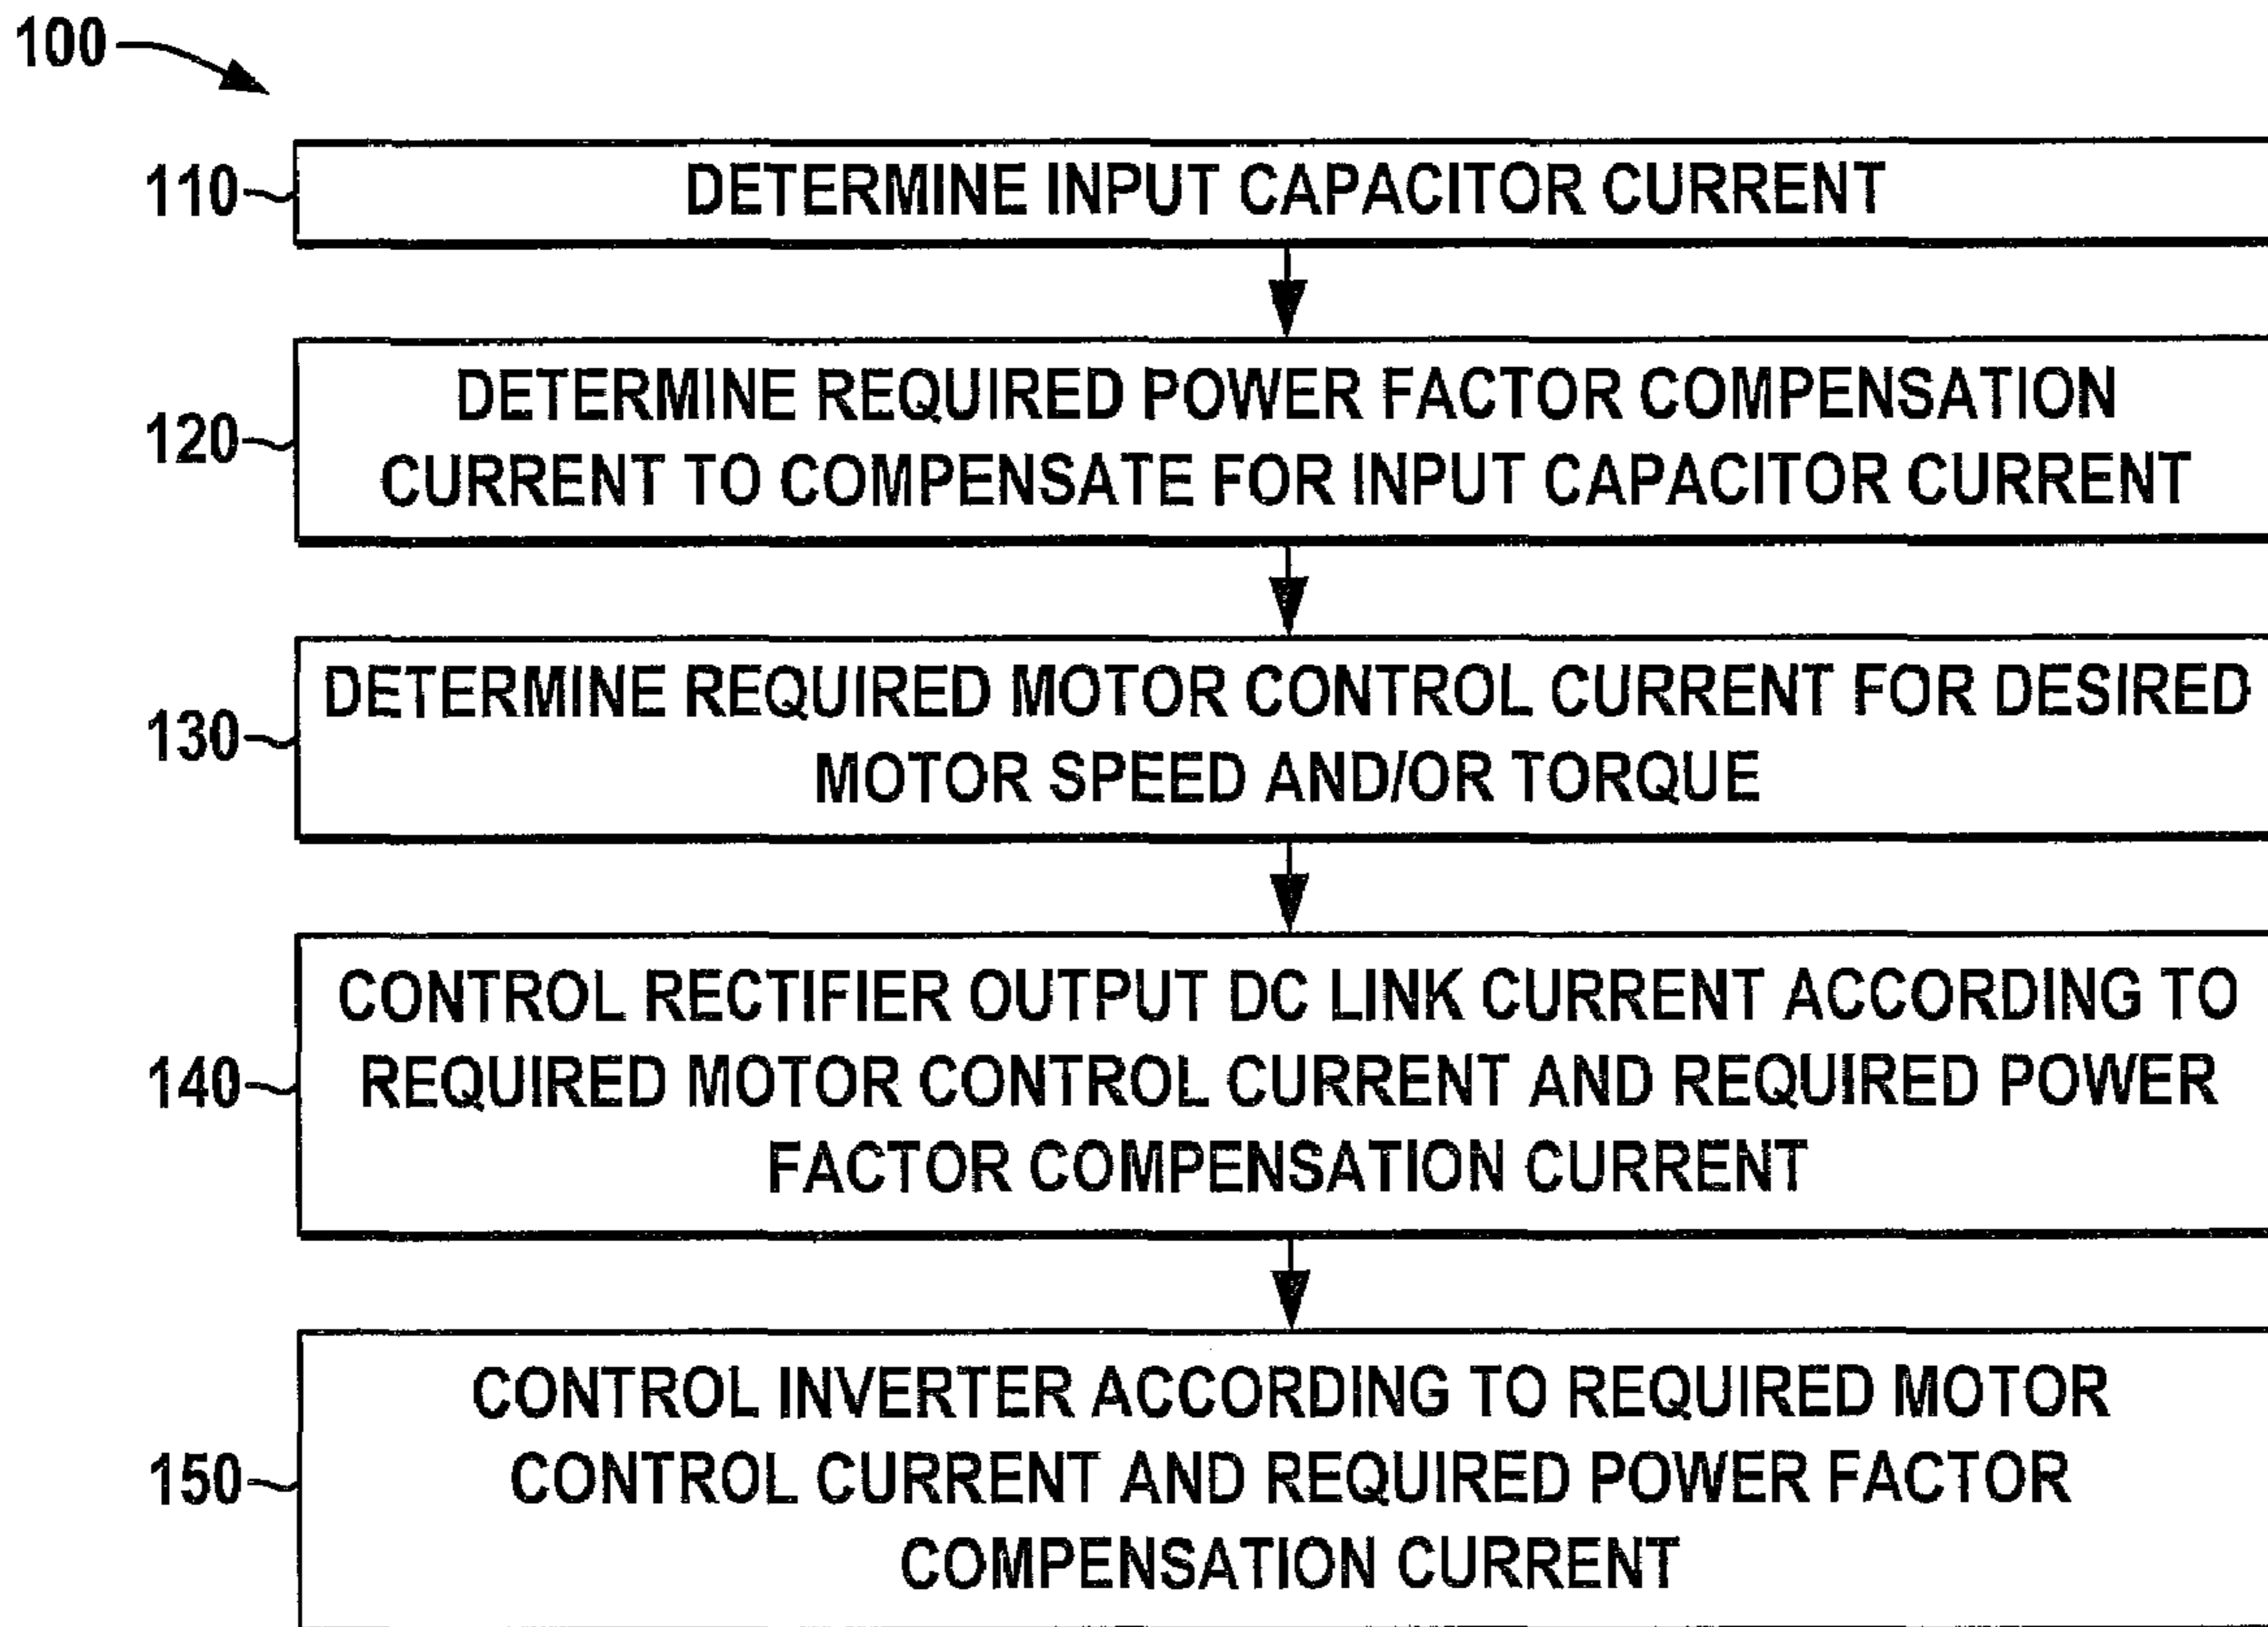 100
110
DETERMINE INPUT CAPACITOR CURRENT
120
DETERMINE REQUIRED POWER FACTOR COMPENSATION
CURRENT TO COMPENSATE FOR INPUT CAPACITOR CURRENT
130
DETERMINE REQUIRED MOTOR CONTROL CURRENT FOR DESIRED
MOTOR SPEED AND/OR TORQUE
140
CONTROL RECTIFIER OUTPUT DC LINK CURRENT ACCORDING TO
REQUIRED MOTOR CONTROL CURRENT AND REQUIRED POWER
FACTOR COMPENSATION CURRENT
150
CONTROL INVERTER ACCORDING TO REQUIRED MOTOR
CONTROL CURRENT AND REQUIRED POWER FACTOR
COMPENSATION CURRENT